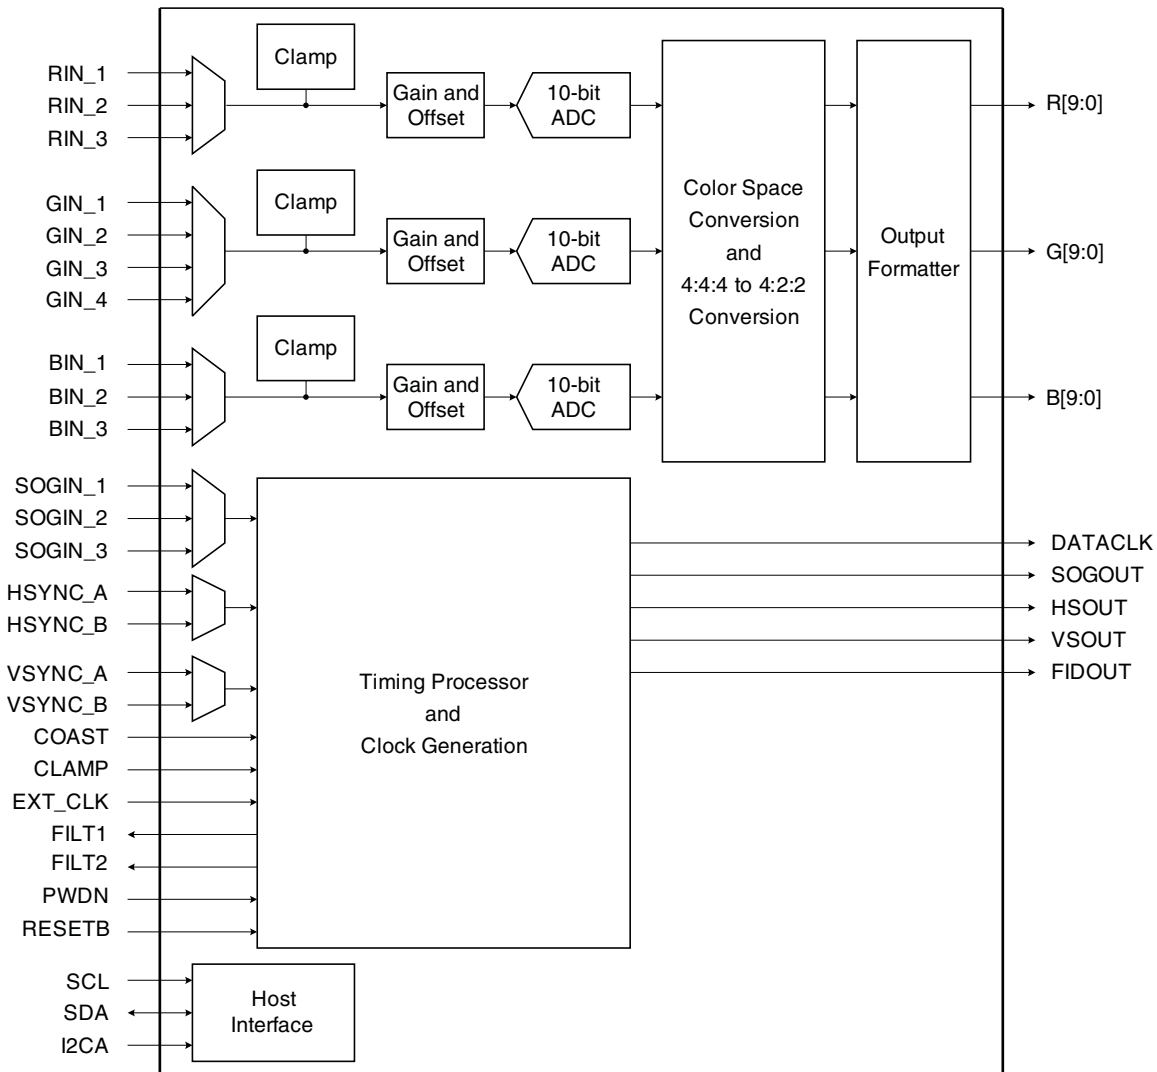 Clamp
RIN_1
RIN_2
RIN_3
Gain and
Offset
10-bit
ADC
R[9:0]
Clamp
GIN_1
GIN_2
GIN_3
GIN_4
Gain and
Offset
10-bit
ADC
Color Space
Conversion
and
4:4:4 to 4:2:2
Conversion
Output
Formatter
G[9:0]
Clamp
BIN_1
BIN_2
BIN_3
Gain and
Offset
10-bit
ADC
B[9:0]
SOGIN_1
SOGIN_2
SOGIN_3
HSYNC_A
HSYNC_B
VSYNC_A
VSYNC_B
COAST
CLAMP
EXT_CLK
FILT1
FILT2
PWDN
RESETB
Timing Processor
and
Clock Generation
DATACLK
SOGOUT
HSOUT
VSOUT
FIDOUT
SCL
SDA
I2CA
Host
Interface